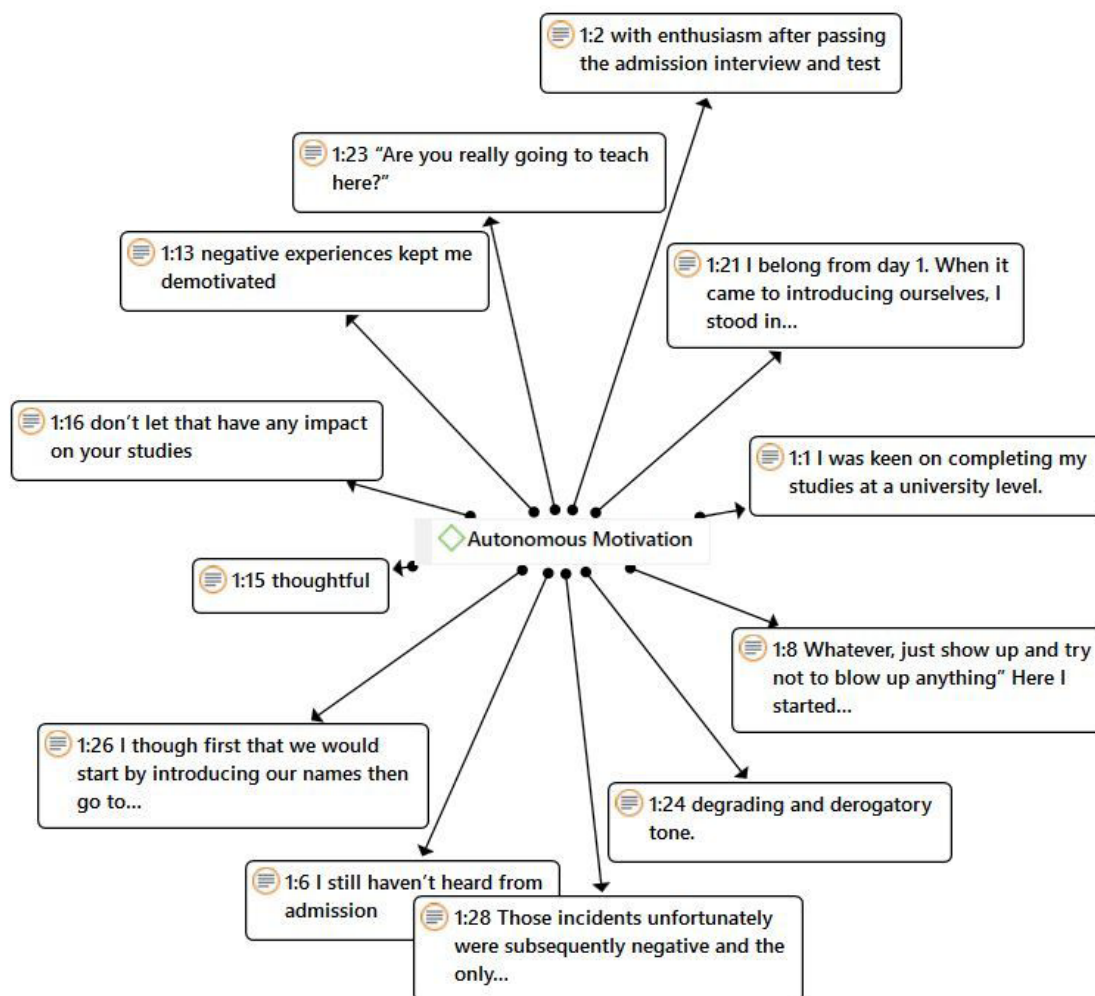 1:2 with enthusiasm after passing
the admission interview and test
1:23 “Are you really going to teach
here?”
1:13 negative experiences kept me
demotivated
1:21 I belong from day 1. When it
came to introducing ourselves, I
stood in...
1:16 don’t let that have any impact
on your studies
1:1 I was keen on completing my
studies at a university level.
Autonomous Motivation
1:15 thoughtful
1:8 Whatever, just show up and try
not to blow up anything” Here I
started...
1:26 I though first that we would
start by introducing our names then
go to...
1:24 degrading and derogatory
tone.
1:6 I still haven’t heard from
admission
1:28 Those incidents unfortunately
were subsequently negative and the
only...